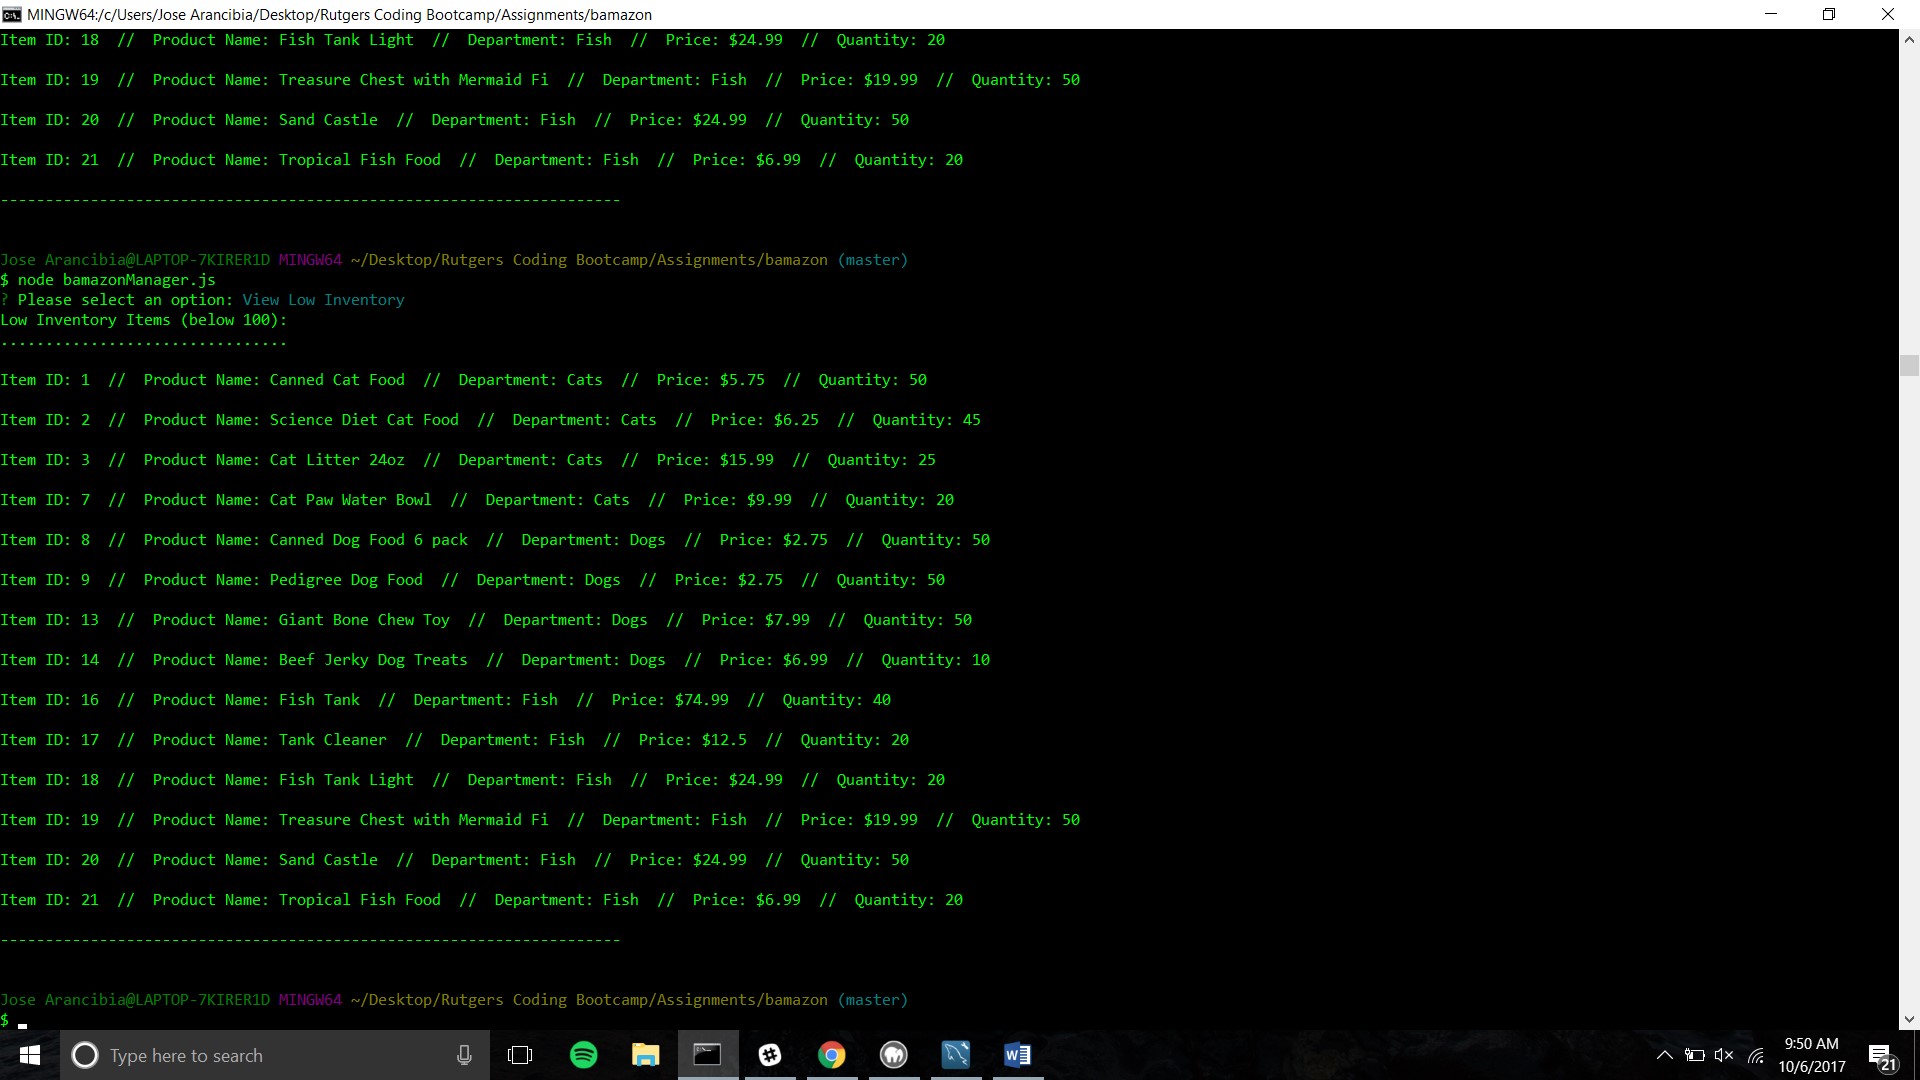 MINGW64:/c/Users/Jose Arancibia/Desktop/Rutgers Coding Bootcamp/Assignments/bamazon
Item ID: 18  //  Product Name: Fish Tank Light  //  Department: Fish  //  Price: $24.99  //  Quantity: 20
Item ID: 19  //  Product Name: Treasure Chest with Mermaid Fi  //  Department: Fish  //  Price: $19.99  //  Quantity: 50
Item ID: 20  //  Product Name: Sand Castle  //  Department: Fish  //  Price: $24.99  //  Quantity: 50
Item ID: 21  //  Product Name: Tropical Fish Food  //  Department: Fish  //  Price: $6.99  //  Quantity: 20
---------------------------------------------------------------------
Jose Arancibia@LAPTOP-7KIRER1D MINGW64 ~/Desktop/Rutgers Coding Bootcamp/Assignments/bamazon (master)
$ node bamazonManager.js
? Please select an option: View Low Inventory
Low Inventory Items (below 100):
................................
Item ID: 1  //  Product Name: Canned Cat Food  //  Department: Cats  //  Price: $5.75  //  Quantity: 50
Item ID: 2  //  Product Name: Science Diet Cat Food  //  Department: Cats  //  Price: $6.25  //  Quantity: 45
Item ID: 3  //  Product Name: Cat Litter 24oz  //  Department: Cats  //  Price: $15.99  //  Quantity: 25
Item ID: 7  //  Product Name: Cat Paw Water Bowl  //  Department: Cats  //  Price: $9.99  //  Quantity: 20
Item ID: 8  //  Product Name: Canned Dog Food 6 pack  //  Department: Dogs  //  Price: $2.75  //  Quantity: 50
Item ID: 9  //  Product Name: Pedigree Dog Food  //  Department: Dogs  //  Price: $2.75  //  Quantity: 50
Item ID: 13  //  Product Name: Giant Bone Chew Toy  //  Department: Dogs  //  Price: $7.99  //  Quantity: 50
Item ID: 14  //  Product Name: Beef Jerky Dog Treats  //  Department: Dogs  //  Price: $6.99  //  Quantity: 10
Item ID: 16  //  Product Name: Fish Tank  //  Department: Fish  //  Price: $74.99  //  Quantity: 40
Item ID: 17  //  Product Name: Tank Cleaner  //  Department: Fish  //  Price: $12.5  //  Quantity: 20
Item ID: 18  //  Product Name: Fish Tank Light  //  Department: Fish  //  Price: $24.99  //  Quantity: 20
Item ID: 19  //  Product Name: Treasure Chest with Mermaid Fi  //  Department: Fish  //  Price: $19.99  //  Quantity: 50
Item ID: 20  //  Product Name: Sand Castle  //  Department: Fish  //  Price: $24.99  //  Quantity: 50
Item ID: 21  //  Product Name: Tropical Fish Food  //  Department: Fish  //  Price: $6.99  //  Quantity: 20
---------------------------------------------------------------------
Jose Arancibia@LAPTOP-7KIRER1D MINGW64 ~/Desktop/Rutgers Coding Bootcamp/Assignments/bamazon (master)
$
Type here to search
9:50 AM
10/6/2017
21